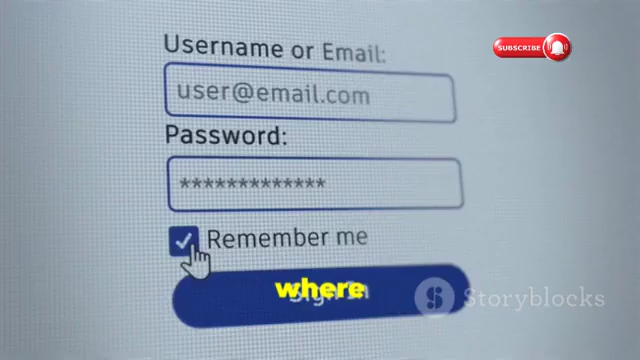 Username or Email:
SUBSCRIBE
user@email.com
Password:
*************
Remember me
where
Storyblocks